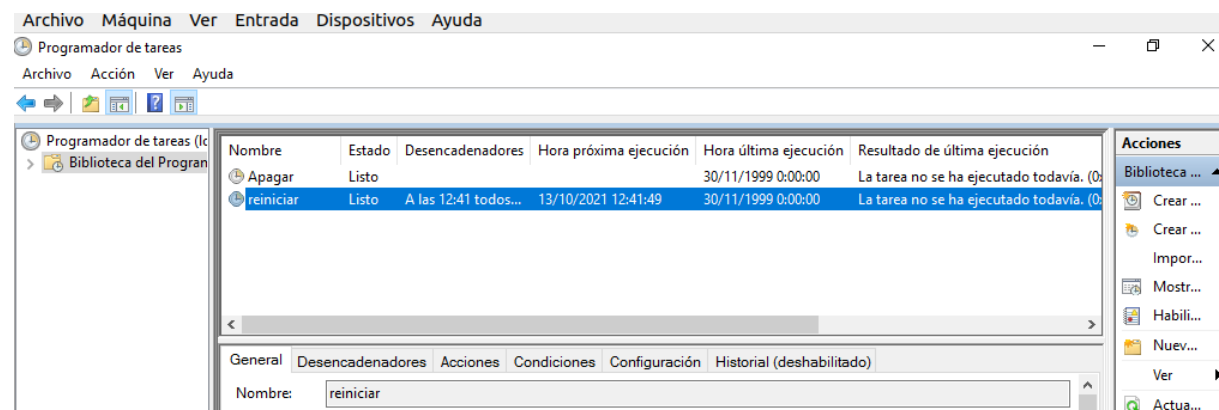 Archivo Máquina Ver Entrada Dispositivos Ayuda
Programador de tareas
Archivo Acción Ver Ayuda
Programador de tareas (lc
Biblioteca del Progran
Nombre Estado Desencadenadores Hora próxima ejecución Hora última ejecución Resultado de última ejecución
Apagar Listo 30/11/1999 0:00:00 La tarea no se ha ejecutado todavía. (0:
reiniciar Listo A las 12:41 todos... 13/10/2021 12:41:49 30/11/1999 0:00:00 La tarea no se ha ejecutado todavía. (0:
General Desencadenadores Acciones Condiciones Configuración Historial (deshabilitado)
Nombre: reiniciar
Acciones
Biblioteca ...
Crear ...
Crear ...
Impor...
Mostr...
Habili...
Nuev...
Ver
Actua...